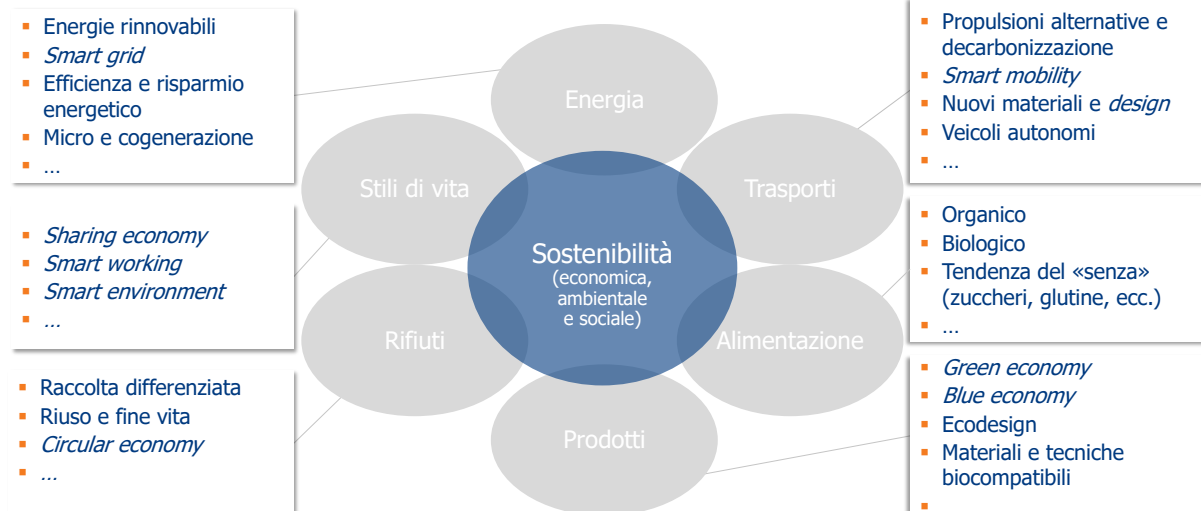 Energie rinnovabili
Smart grid
Efficienza e risparmio
energetico
Micro e cogenerazione
...
Sharing economy
Smart working
Smart environment
...
Raccolta differenziata
Riuso e fine vita
Circular economy
...
Energia
Stili di vita
Trasporti
Sostenibilità
(economica,
ambientale
e sociale)
Rifiuti
Alimentazione
Prodotti
Propulsioni alternative e
decarbonizzazione
Smart mobility
Nuovi materiali e design
Veicoli autonomi
...
Organico
Biologico
Tendenza del «senza»
(zuccheri, glutine, ecc.)
...
Green economy
Blue economy
Ecodesign
Materiali e tecniche
biocompatibili